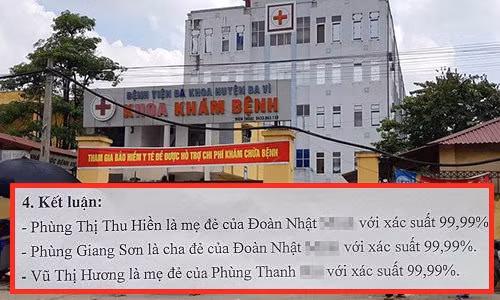 BỆNH VIỆN ĐA KHOA HUYỆN BA VÌ
KHOA KHÁM BỆNH
THAM GIA BẢO HIỂM Y TẾ ĐỂ ĐƯỢC HỖ TRỢ CHI PHÍ KHÁM CHỮA BỆNH
4. Kết luận:
- Phùng Thị Thu Hiền là mẹ đẻ của Đoàn Nhật với xác suất 99,99%
- Phùng Giang Sơn là cha đẻ của Đoàn Nhật với xác suất 99,99%.
- Vũ Thị Hương là mẹ đẻ của Phùng Thanh với xác suất 99,99%.